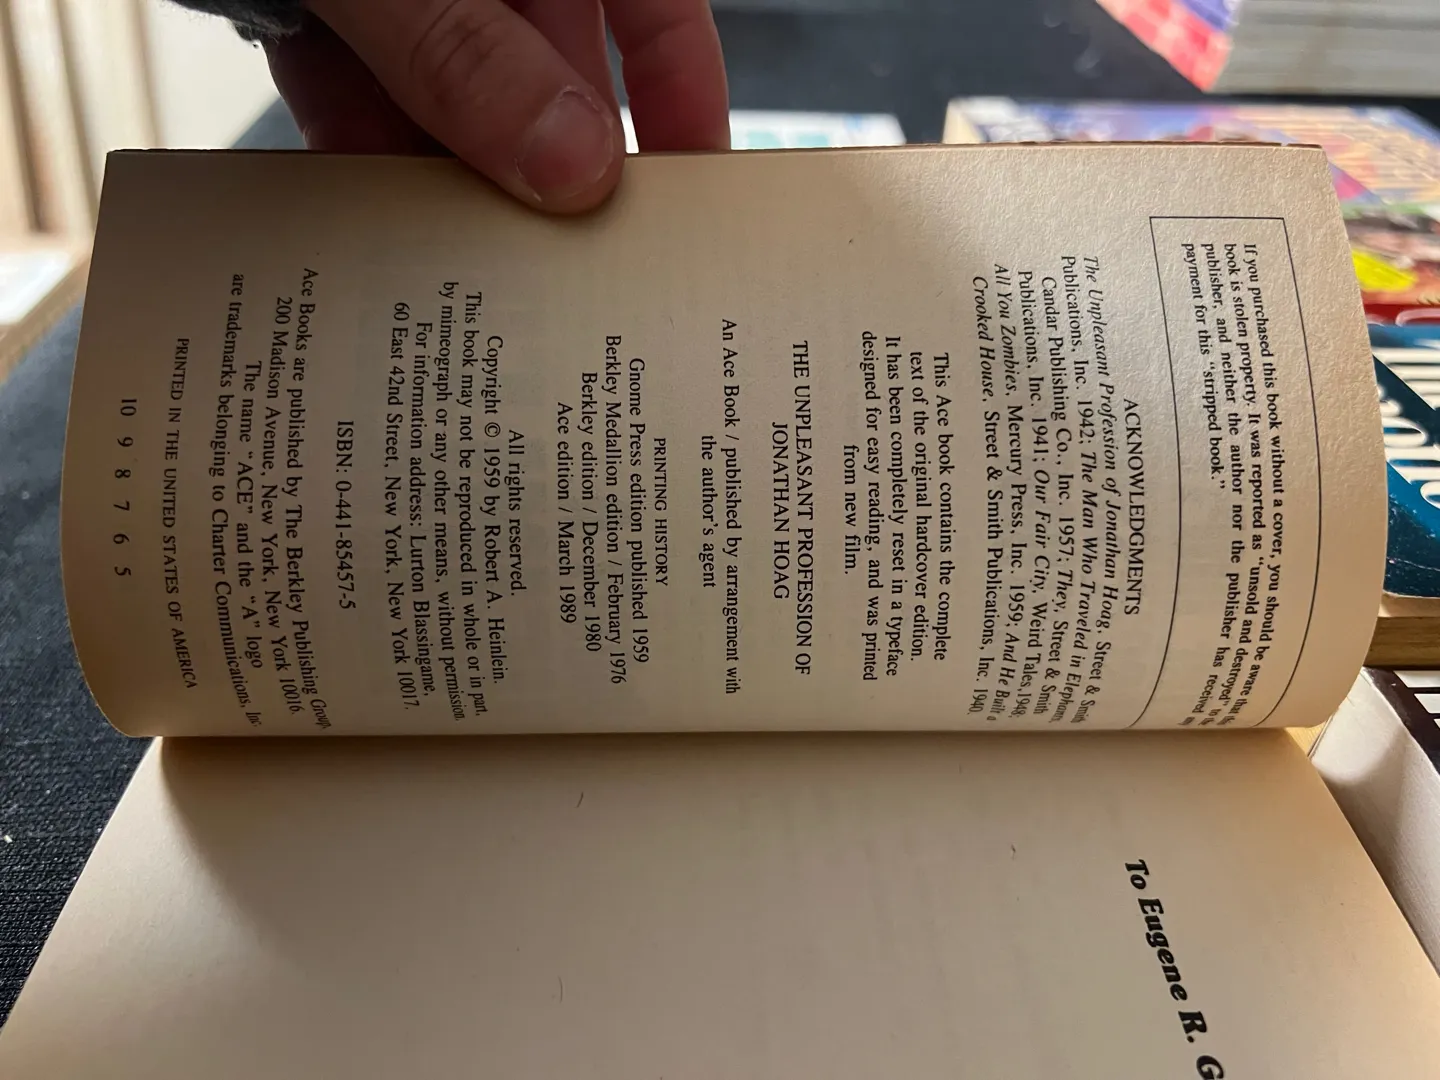 If you purchased this book without a cover, you should be aware that
book is stolen property. It was reported as "unsold and destroyed" to
publisher, and neither the author nor the publisher has received any
payment for this "stripped book."
ACKNOWLEDGMENTS
The Unpleasant Profession of Jonathan Hoag, Street & Smith
Publications, Inc. 1942; The Man Who Traveled in Elephants,
Candar Publishing Co., Inc. 1957; They, Street & Smith
Publications, Inc. 1941; Our Fair City, Weird Tales, 1948;
All You Zombies, Mercury Press, Inc. 1959; And He Built a
Crooked House, Street & Smith Publications, Inc. 1940.
This Ace book contains the complete
text of the original hardcover edition.
It has been completely reset in a typeface
designed for easy reading, and was printed
from new film.
THE UNPLEASANT PROFESSION OF
JONATHAN HOAG
An Ace Book / published by arrangement with
the author's agent
PRINTING HISTORY
Gnome Press edition published 1959
Berkley Medallion edition / February 1976
Berkley edition / December 1980
Ace edition / March 1989
All rights reserved.
Copyright © 1959 by Robert A. Heinlein.
This book may not be reproduced in whole or in part,
by mimeograph or any other means, without permission.
For information address: Lurton Blassingame,
60 East 42nd Street, New York, New York 10017.
ISBN: 0-441-85457-5
Ace Books are published by The Berkley Publishing Group,
200 Madison Avenue, New York, New York 10016.
The name "ACE" and the "A" logo
are trademarks belonging to Charter Communications, Inc.
PRINTED IN THE UNITED STATES OF AMERICA
10 9 8 7 6 5
To Eugene R. G